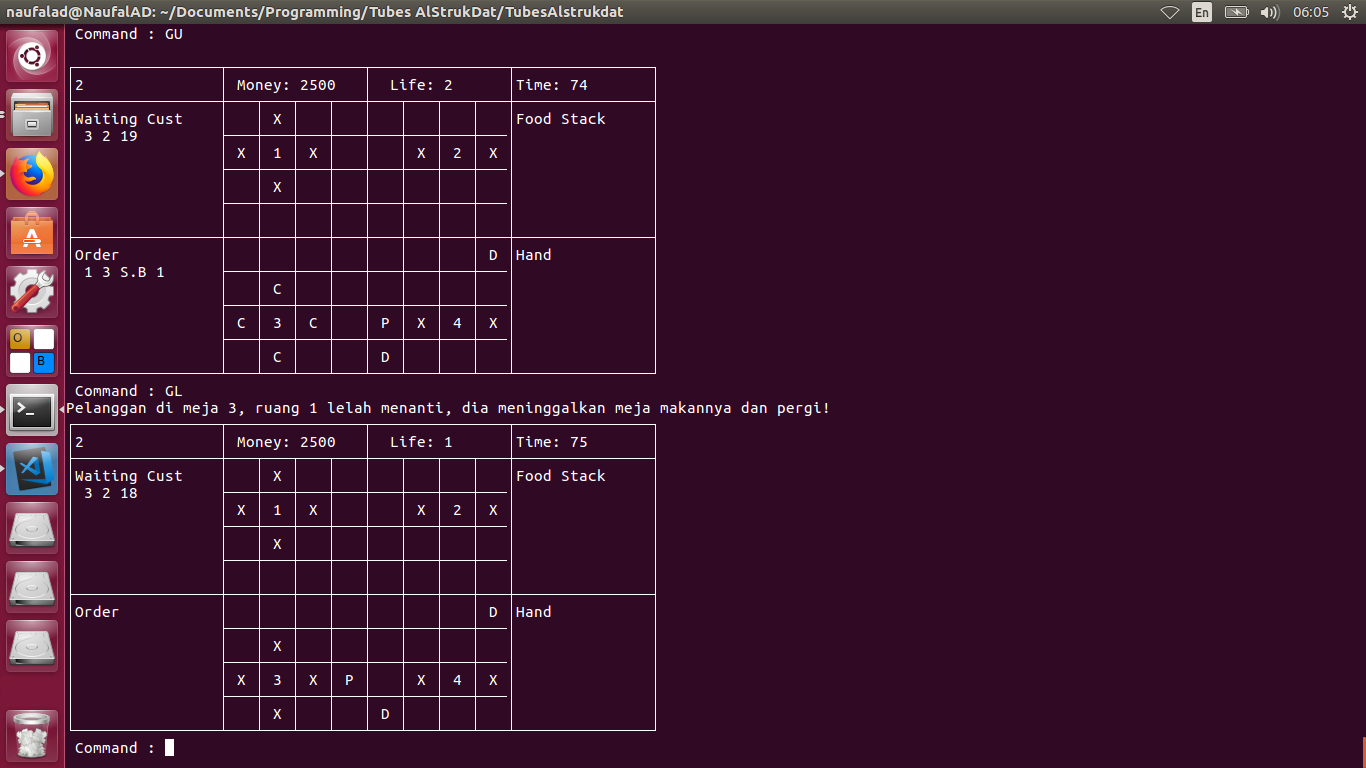 naufalad@NaufalAD: ~/Documents/Programming/Tubes AlStrukDat/TubesAlstrukdat En 06:05
Command : GU
2 Money: 2500 Life: 2 Time: 74
Waiting Cust X Food Stack
3 2 19
X 1 X X 2 X
X
Order D Hand
1 3 S.B 1
C
C 3 C P X 4 X
C D
Command : GL
Pelanggan di meja 3, ruang 1 lelah menanti, dia meninggalkan meja makannya dan pergi!
2 Money: 2500 Life: 1 Time: 75
Waiting Cust X Food Stack
3 2 18
X 1 X X 2 X
X
Order D Hand
X
X 3 X P X 4 X
X D
Command :
O
B